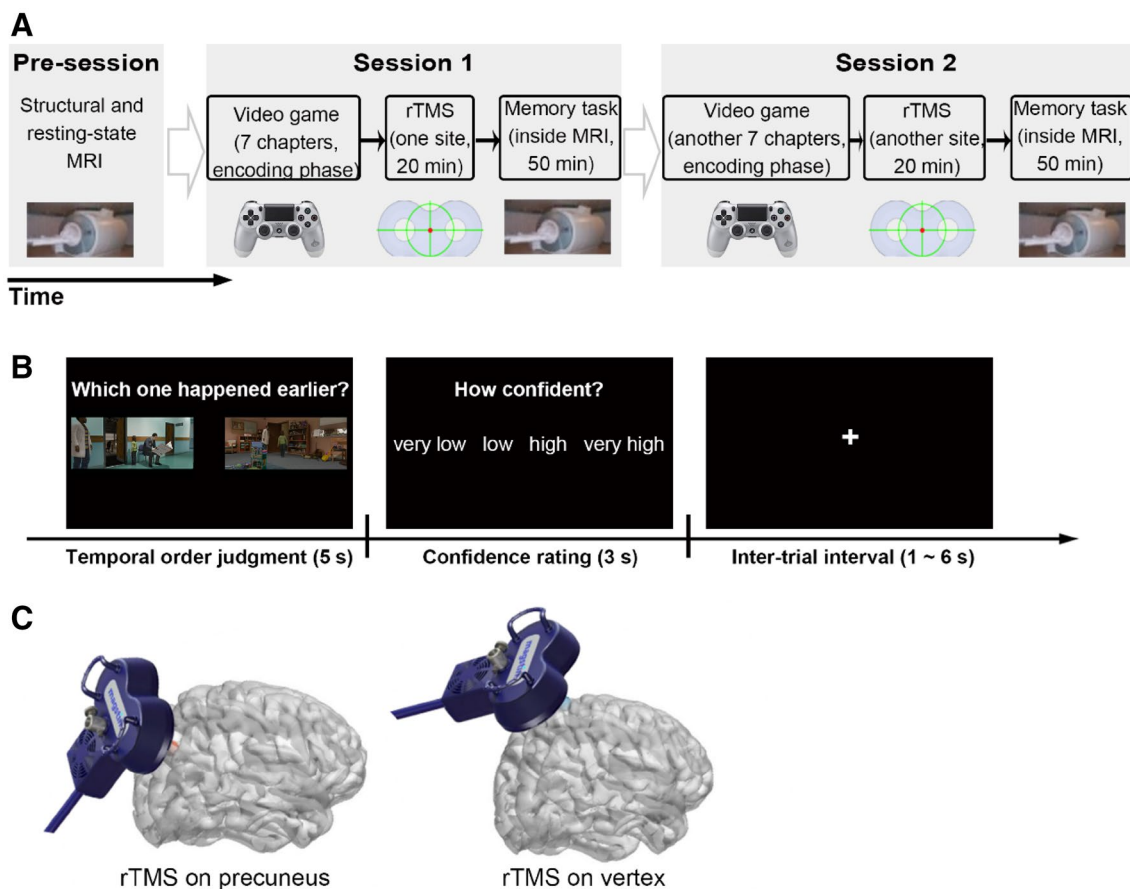 A
Pre-session
Structural and
resting-state
MRI
Session 1
Video game
(7 chapters,
encoding phase)
rTMS
(one site,
20 min)
Memory task
(inside MRI,
50 min)
Session 2
Video game
(another 7 chapters,
encoding phase)
rTMS
(another site,
20 min)
Memory task
(inside MRI,
50 min)
Time
B
Which one happened earlier?
How confident?
very low low high very high
+
Temporal order judgment (5 s)
Confidence rating (3 s)
Inter-trial interval (1 ~ 6 s)
C
rTMS on precuneus
rTMS on vertex